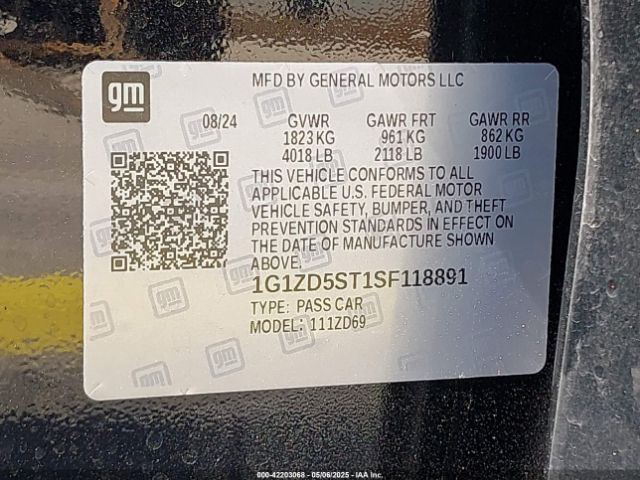 MFD BY GENERAL MOTORS LLC
gm
08/24 GVWR GAWR FRT GAWR RR
1823 KG 961 KG 862 KG
4018 LB 2118 LB 1900 LB
THIS VEHICLE CONFORMS TO ALL
APPLICABLE U.S. FEDERAL MOTOR
VEHICLE SAFETY, BUMPER, AND THEFT
PREVENTION STANDARDS IN EFFECT ON
THE DATE OF MANUFACTURE SHOWN
ABOVE.
1G1ZD5ST1SF118891
TYPE: PASS CAR
MODEL: 111ZD69
000-42203068 - 05/06/2025 - IAA, Inc.